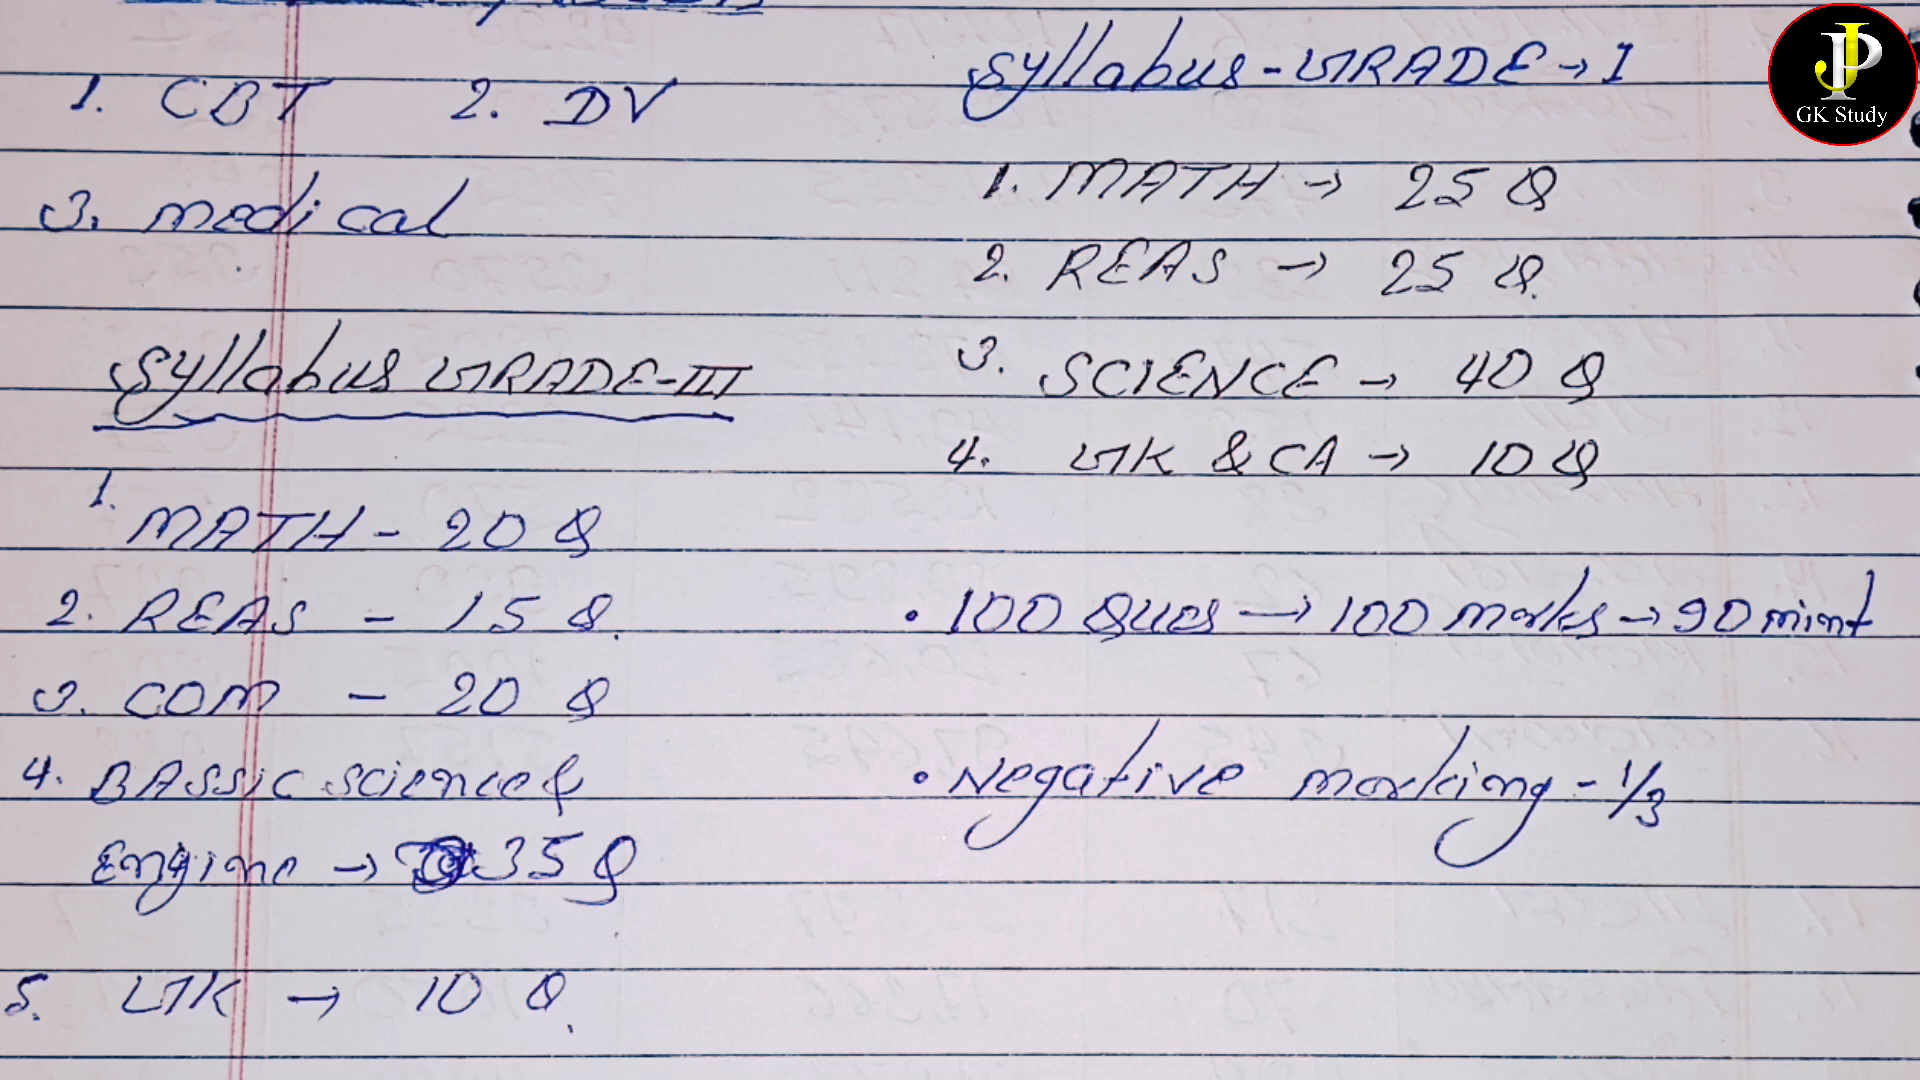 1. CBT 2. DV
3. medical
Syllabus GRADE-III
1. MATH - 20 Q
2. REAS - 15 Q.
3. COM - 20 Q
4. BASSIC science &
Engine → 35 Q
5. GK → 10 Q.
Syllabus - GRADE → I
1. MATH → 25 Q
2. REAS → 25 Q.
3. SCIENCE → 40 Q
4. GK & CA → 10 Q
• 100 Ques → 100 marks → 90 mint
• Negative marking - 1/3
JP
GK Study